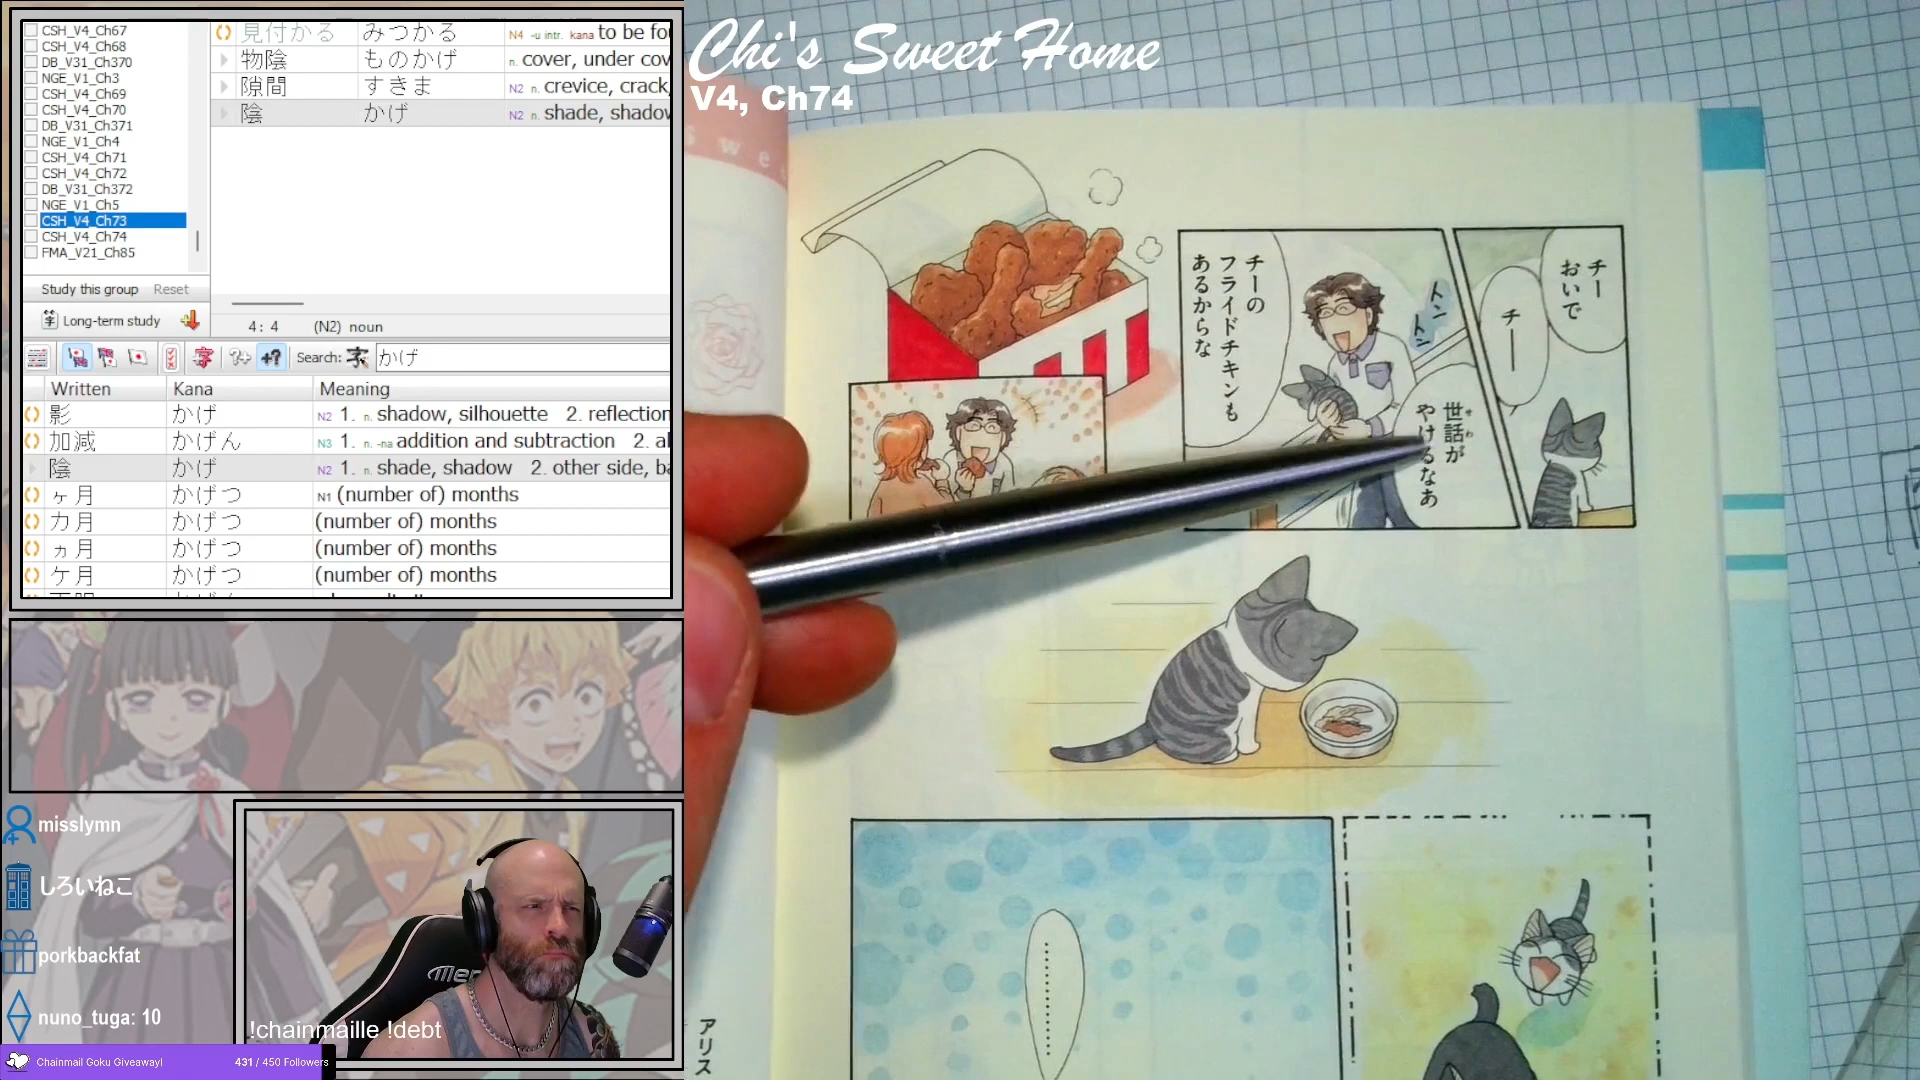 CSH_V4_Ch67
CSH_V4_Ch68
DB_V31_Ch370
NGE_V1_Ch3
CSH_V4_Ch69
CSH_V4_Ch70
DB_V31_Ch371
NGE_V1_Ch4
CSH_V4_Ch71
CSH_V4_Ch72
DB_V31_Ch372
NGE_V1_Ch5
CSH_V4_Ch73
CSH_V4_Ch74
FMA_V21_Ch85
Study this group Reset
Long-term study
見付かる みつかる N4 -u intr. kana to be fou
物陰 ものかげ n. cover, under cov
隙間 すきま N2 n. crevice, crack,
陰 かげ N2 n. shade, shadow
4: 4 (N2) noun
Search: かげ
Written Kana Meaning
影 かげ N2 1. n. shadow, silhouette 2. reflection
加減 かげん N3 1. n. -na addition and subtraction 2. al
陰 かげ N2 1. n. shade, shadow 2. other side, ba
ヶ月 かげつ N1 (number of) months
カ月 かげつ (number of) months
ヵ月 かげつ (number of) months
ケ月 かげつ (number of) months
misslymn
しろいねこ
porkbackfat
nuno_tuga: 10
!chainmaille !debt
Chainmail Goku Giveaway! 431 / 450 Followers
Chi's Sweet Home
V4, Ch74
s w e
チー
おいで
チー
トントン
世話が
やけるなあ
せわ
チーの
フライドチキンも
あるからな
アリス